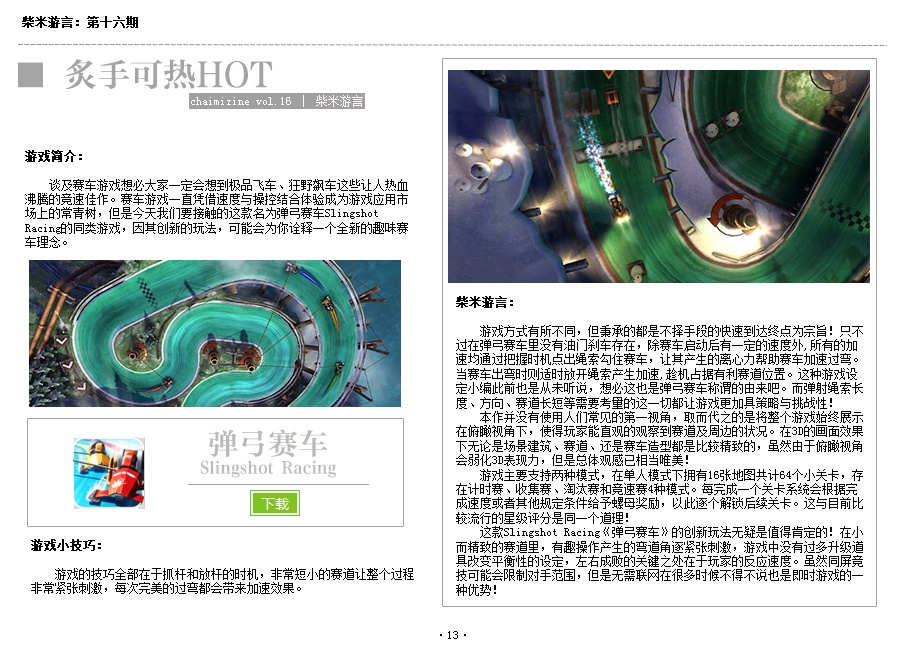 柴米游言：第十六期
炙手可热HOT
chainizine vol.16 | 柴米游言
游戏简介：
谈及赛车游戏想必大家一定会想到极品飞车、狂野飙车这些让人热血
沸腾的竞速佳作。赛车游戏一直凭借速度与操控结合体验成为游戏应用市
场上的常青树，但是今天我们要接触的这款名为弹弓赛车Slingshot
Racing的同类游戏，因其创新的玩法，可能会为你诠释一个全新的趣味赛
车理念。
弹弓赛车
Slingshot Racing
下载
游戏小技巧：
游戏的技巧全部在于抓杆和放杆的时机，非常短小的赛道让整个过程
非常紧张刺激，每次完美的过弯都会带来加速效果。
柴米游言：
游戏方式有所不同，但秉承的都是不择手段的快速到达终点为宗旨！只不
过在弹弓赛车里没有油门刹车存在，除赛车启动后有一定的速度外,所有的加
速均通过把握时机点出绳索勾住赛车，让其产生的离心力帮助赛车加速过弯。
当赛车出弯时则适时放开绳索产生加速,趁机占据有利赛道位置。这种游戏设
定小编此前也是从未听说，想必这也是弹弓赛车称谓的由来吧。而弹射绳索长
度、方向、赛道长短等需要考量的这一切都让游戏更加具策略与挑战性！
本作并没有使用人们常见的第一视角，取而代之的是将整个游戏始终展示
在俯瞰视角下，使得玩家能直观的观察到赛道及周边的状况。在3D的画面效果
下无论是场景建筑、赛道、还是赛车造型都是比较精致的，虽然由于俯瞰视角
会弱化3D表现力，但是总体观感已相当唯美！
游戏主要支持两种模式，在单人模式下拥有16张地图共计64个小关卡，存
在计时赛、收集赛、淘汰赛和竞速赛4种模式。每完成一个关卡系统会根据完
成速度或者其他规定条件给予螺母奖励，以此逐个解锁后续关卡。这与目前比
较流行的星级评分是同一个道理！
这款Slingshot Racing《弹弓赛车》的创新玩法无疑是值得肯定的！在小
而精致的赛道里，有趣操作产生的弯道角逐紧张刺激，游戏中没有过多升级道
具改变平衡性的设定，左右成败的关键之处在于玩家的反应速度。虽然同屏竞
技可能会限制对手范围，但是无需联网在很多时候不得不说也是即时游戏的一
种优势！
· 13 ·